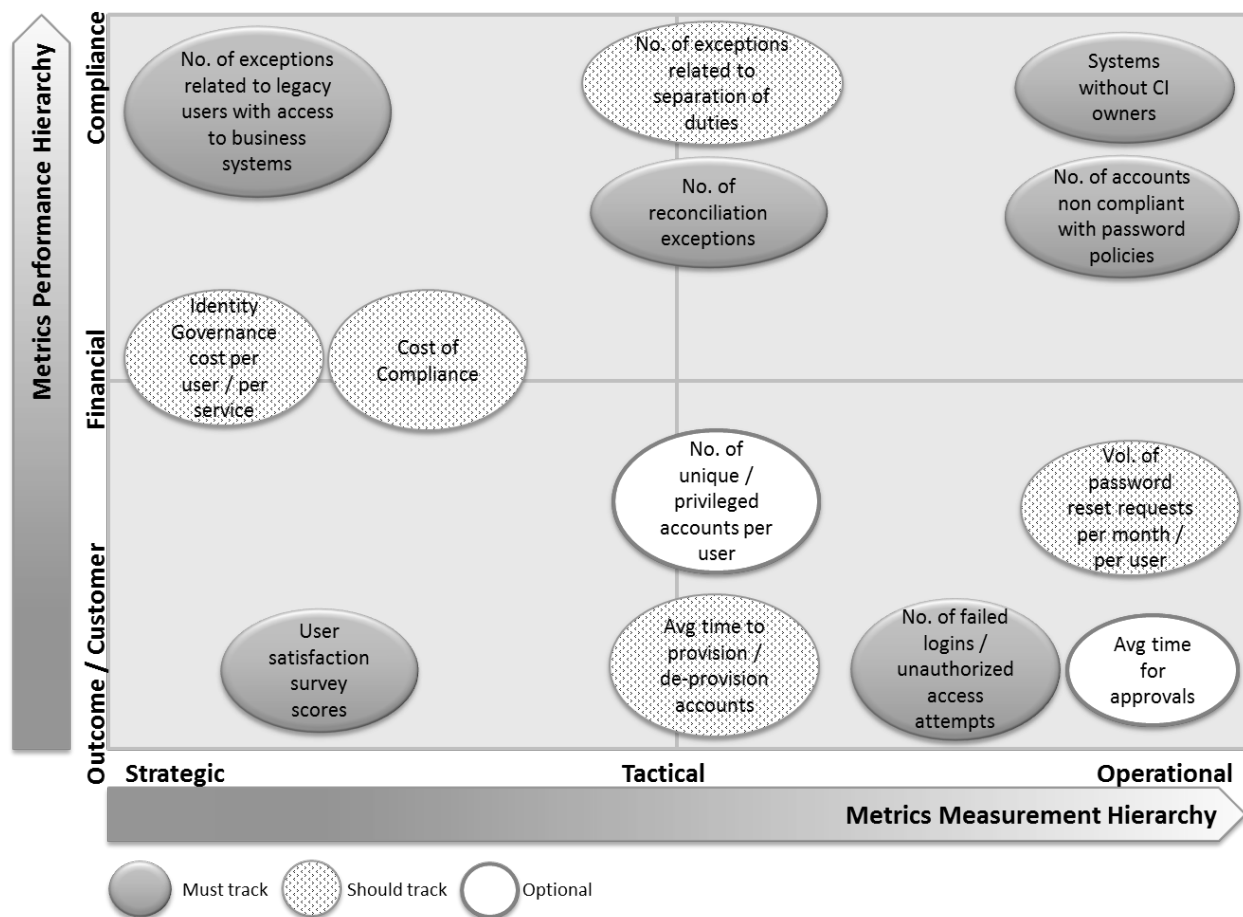 Metrics Performance Hierarchy
Compliance
Financial
Outcome / Customer
No. of exceptions
related to legacy
users with access
to business
systems
No. of exceptions
related to
separation of
duties
Systems
without CI
owners
No. of
reconciliation
exceptions
No. of accounts
non compliant
with password
policies
Identity
Governance
cost per
user / per
service
Cost of
Compliance
No. of
unique /
privileged
accounts per
user
Vol. of
password
reset requests
per month /
per user
User
satisfaction
survey
scores
Avg time to
provision /
de-provision
accounts
No. of failed
logins /
unauthorized
access
attempts
Avg time
for
approvals
Strategic
Tactical
Operational
Metrics Measurement Hierarchy
Must track
Should track
Optional